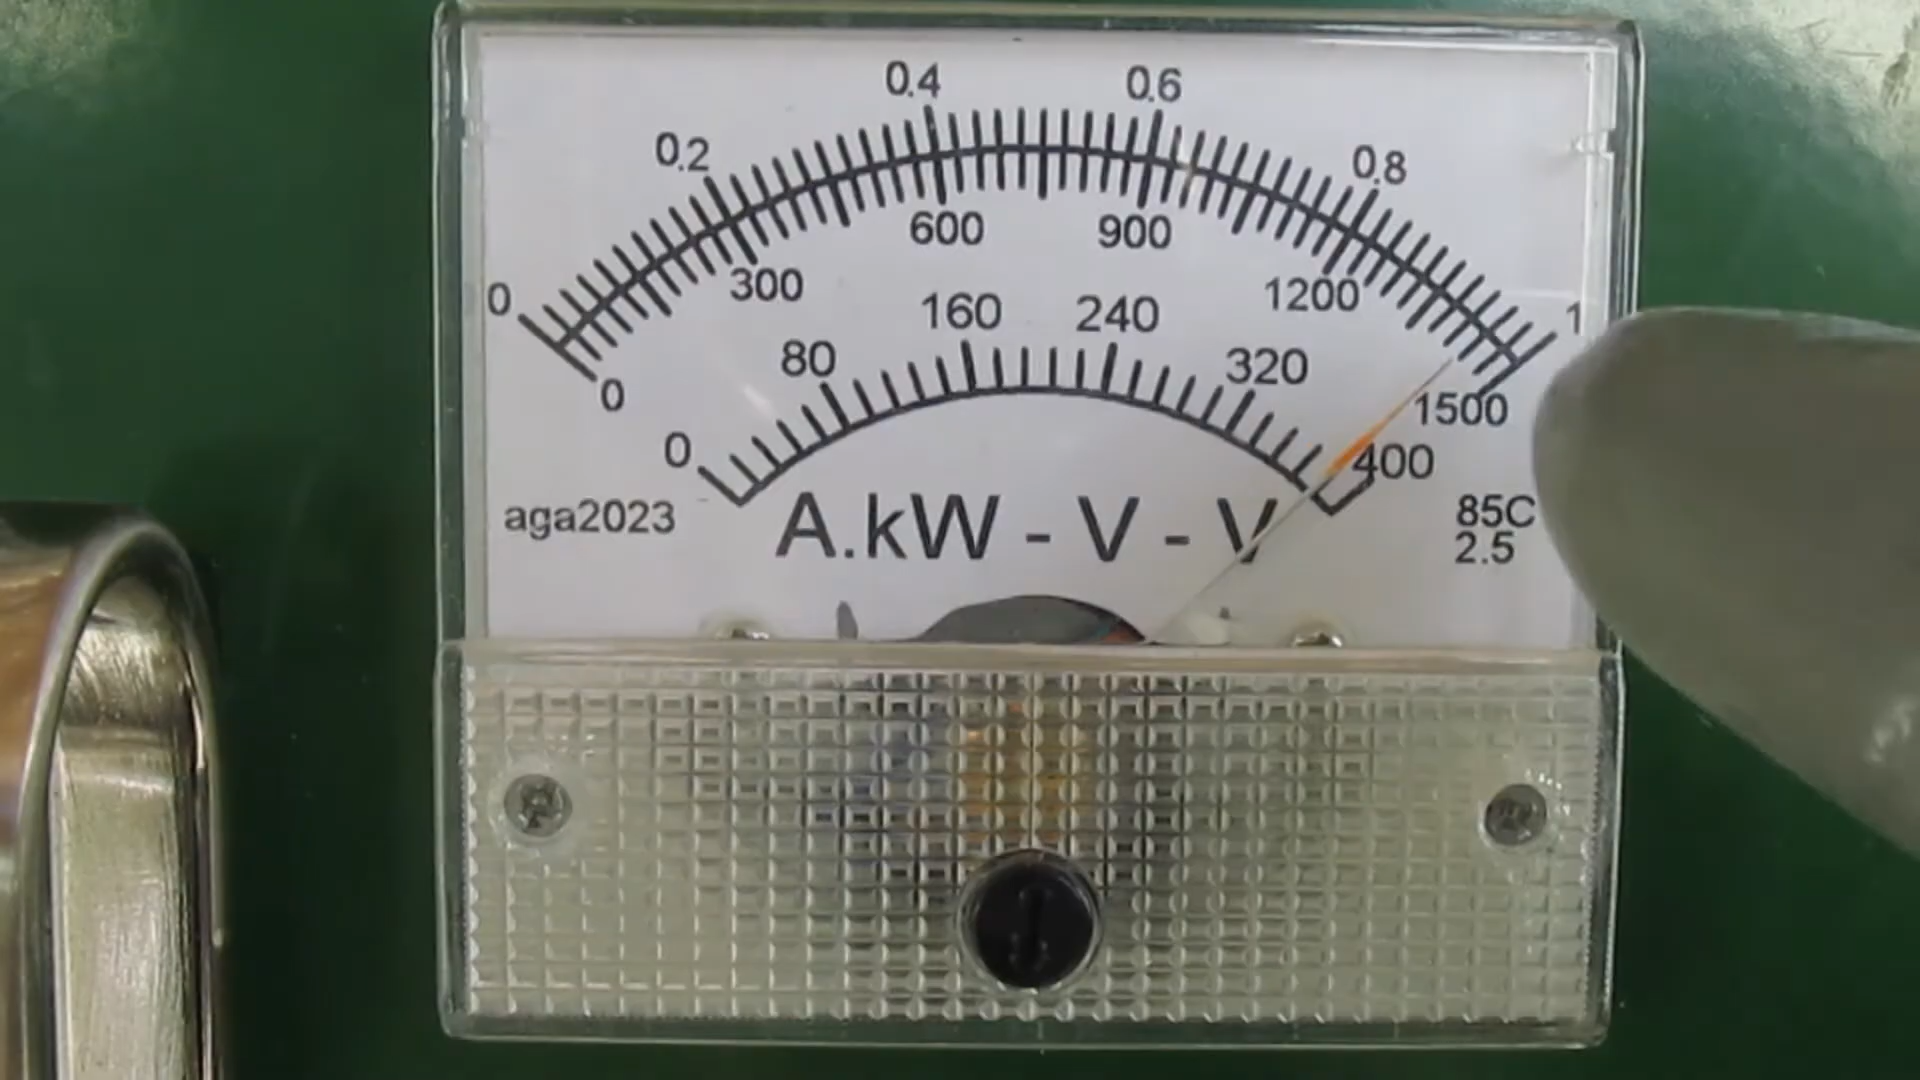 0 0.2 0.4 0.6 0.8 1
0 300 600 900 1200 1500
0 80 160 240 320 400
aga2023
A.kW - V - V
85C
2.5